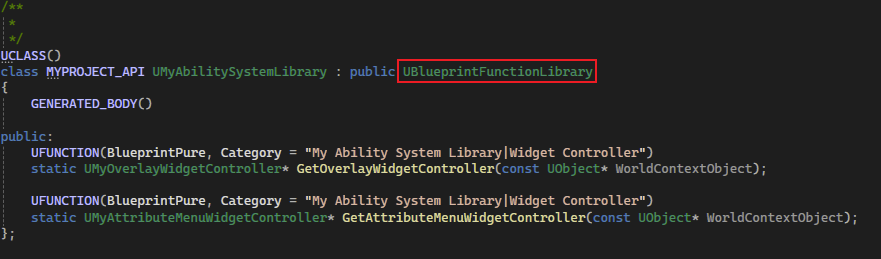 /**
*
*/
UCLASS()
class MYPROJECT_API UMyAbilitySystemLibrary : public UBlueprintFunctionLibrary
{
GENERATED_BODY()
public:
UFUNCTION(BlueprintPure, Category = "My Ability System Library|Widget Controller")
static UMyOverlayWidgetController* GetOverlayWidgetController(const UObject* WorldContextObject);
UFUNCTION(BlueprintPure, Category = "My Ability System Library|Widget Controller")
static UMyAttributeMenuWidgetController* GetAttributeMenuWidgetController(const UObject* WorldContextObject);
};